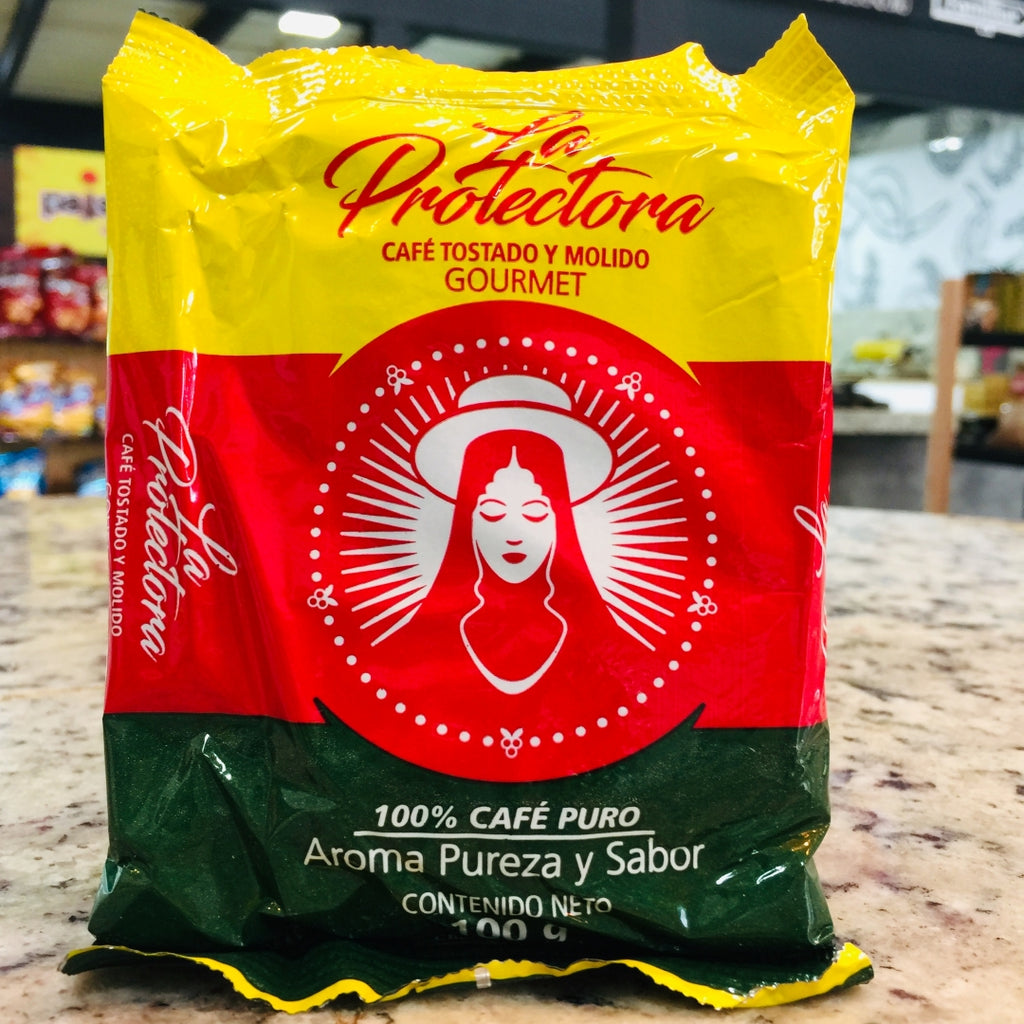 La
Protectora
CAFÉ TOSTADO Y MOLIDO
GOURMET
La
Protectora
CAFÉ TOSTADO Y MOLIDO
100% CAFÉ PURO
Aroma Pureza y Sabor
CONTENIDO NETO
100 g